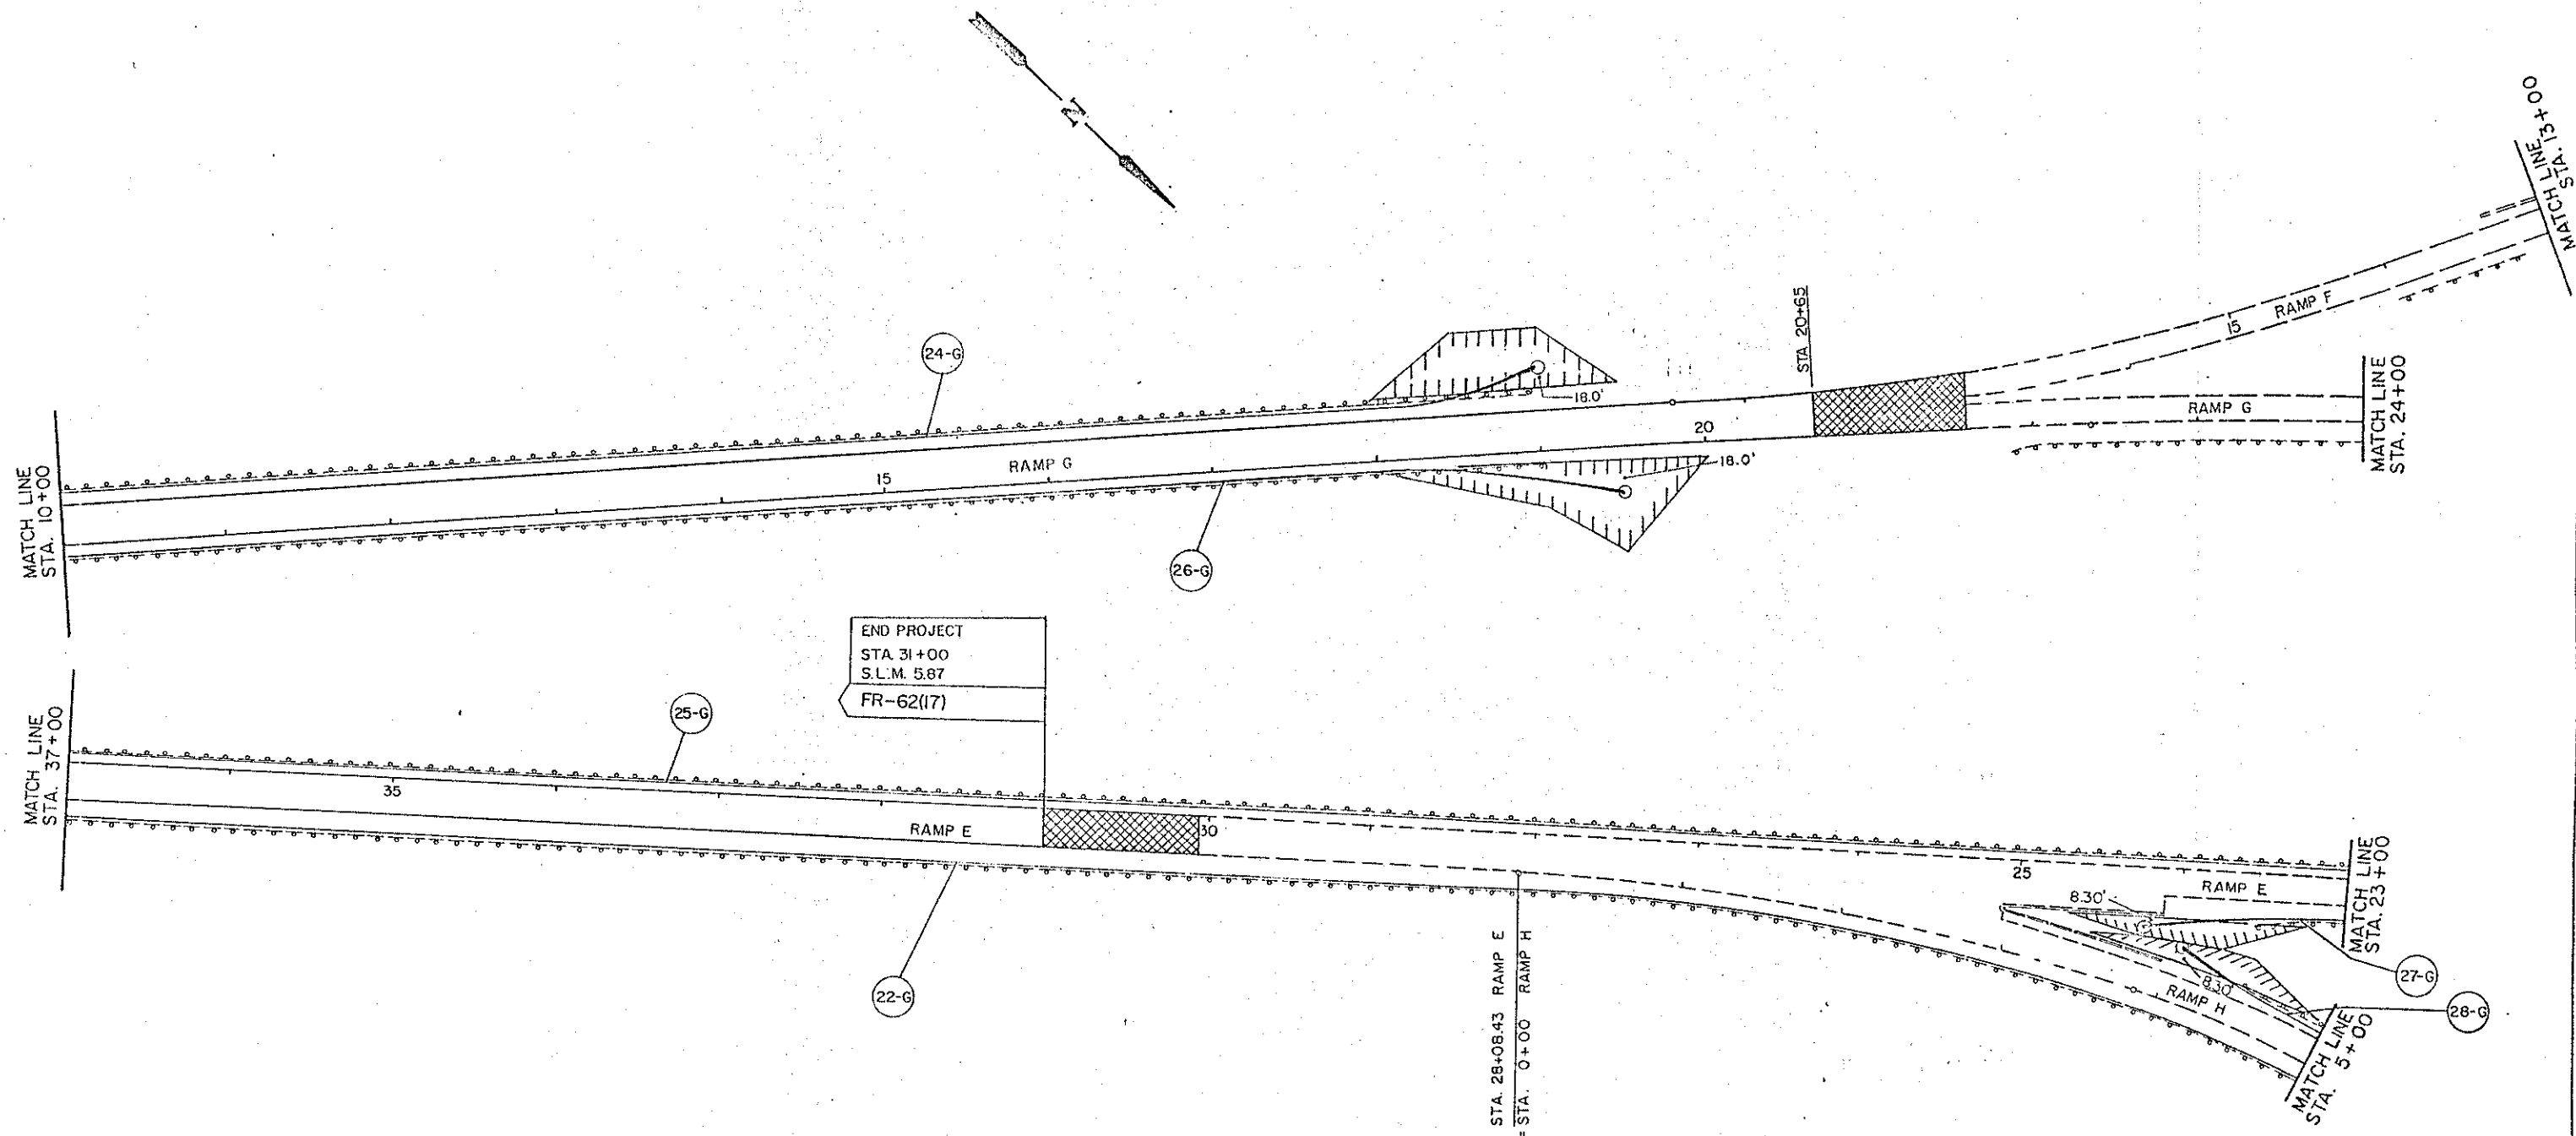 N
MATCH LINE
STA. 13+00
RAMP F
15
STA 20+65
24-G
18.0'
MATCH LINE
STA. 24+00
RAMP G
20
18.0'
RAMP G
15
MATCH LINE
STA. 10+00
26-G
END PROJECT
STA. 31+00
S.L.M. 5.87
FR-62(17)
25-G
MATCH LINE
STA. 37+00
35
RAMP E
30
25
MATCH LINE
STA. 23+00
RAMP E
8.30'
27-G
8.30'
RAMP H
28-G
22-G
STA. 28+08.43 RAMP E
= STA. 0+00 RAMP H
MATCH LINE
STA. 5+00